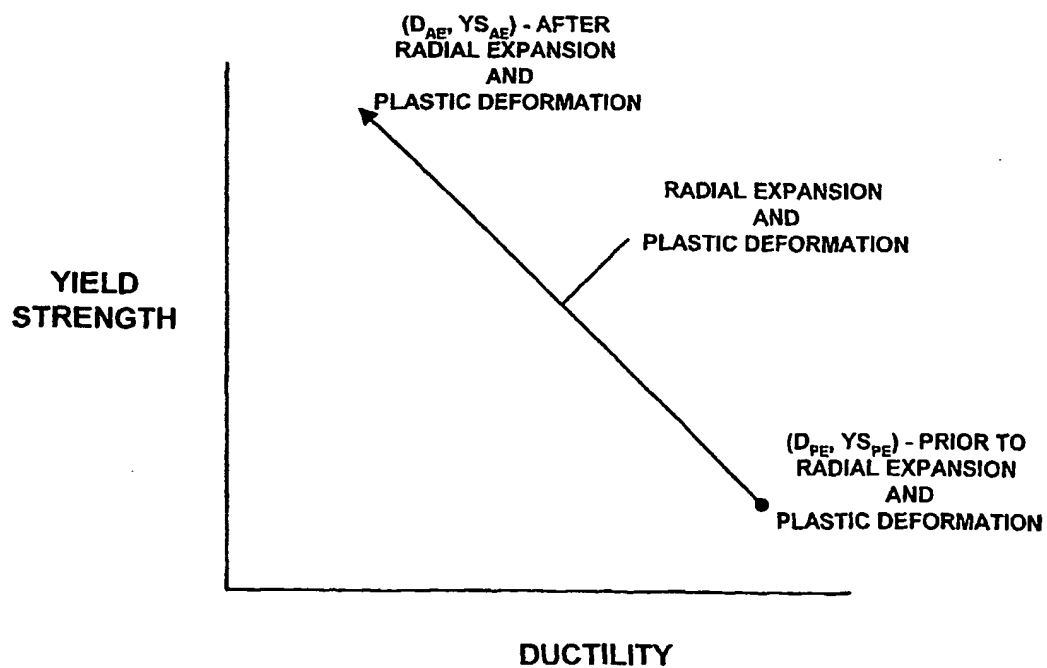 (D_AE, YS_AE) - AFTER
RADIAL EXPANSION
AND
PLASTIC DEFORMATION
RADIAL EXPANSION
AND
PLASTIC DEFORMATION
YIELD
STRENGTH
(D_PE, YS_PE) - PRIOR TO
RADIAL EXPANSION
AND
PLASTIC DEFORMATION
DUCTILITY